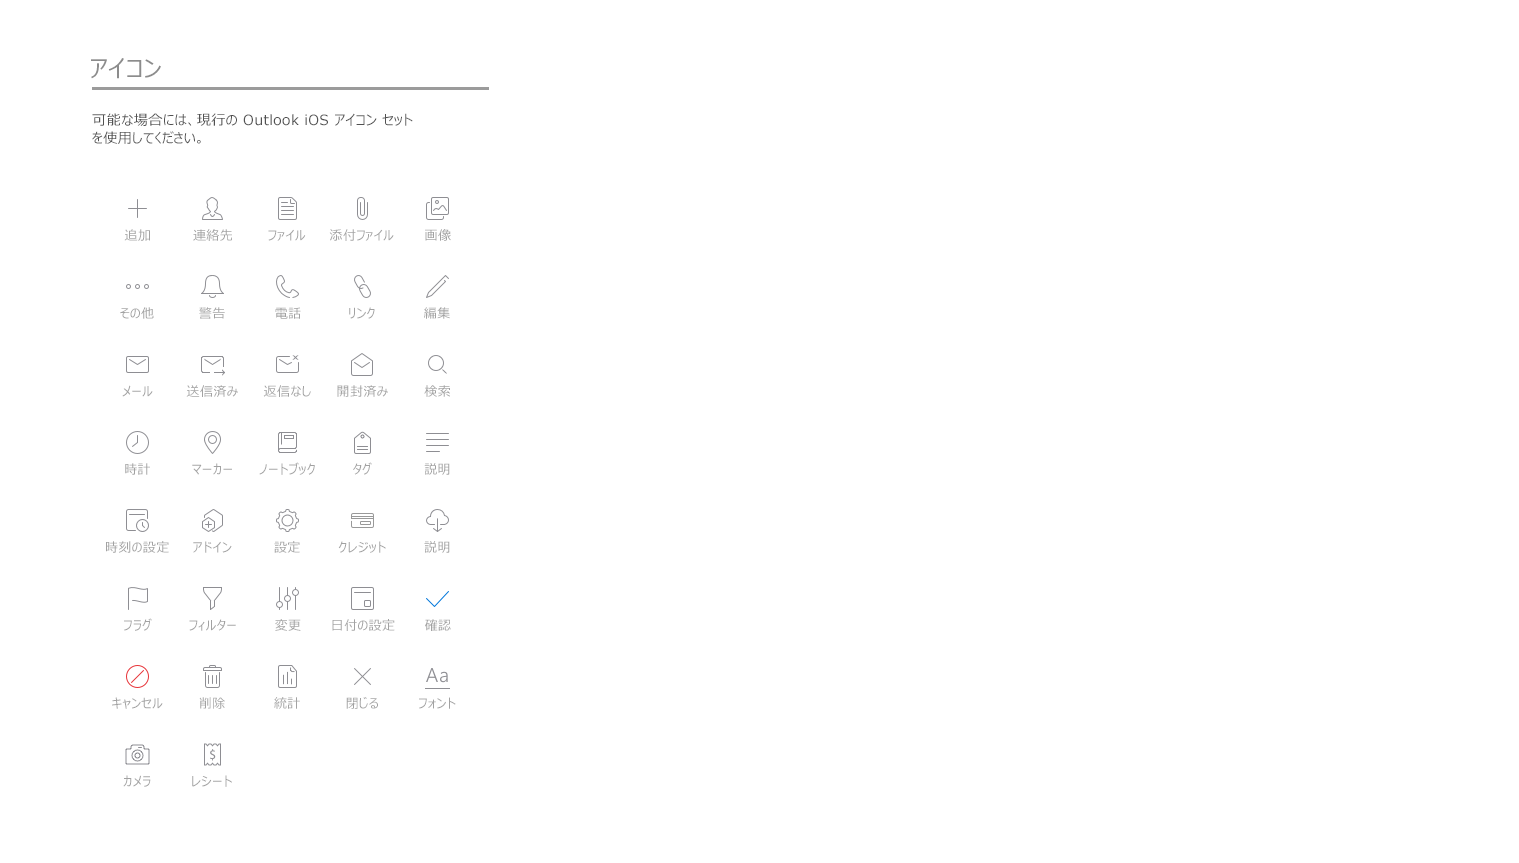 アイコン
可能な場合には、現行の Outlook iOS アイコン セット
を使用してください。
追加 連絡先 ファイル 添付ファイル 画像
その他 警告 電話 リンク 編集
メール 送信済み 返信なし 開封済み 検索
時計 マーカー ノートブック タグ 説明
時刻の設定 アドイン 設定 クレジット 説明
フラグ フィルター 変更 日付の設定 確認
Aa
キャンセル 削除 統計 閉じる フォント
カメラ レシート